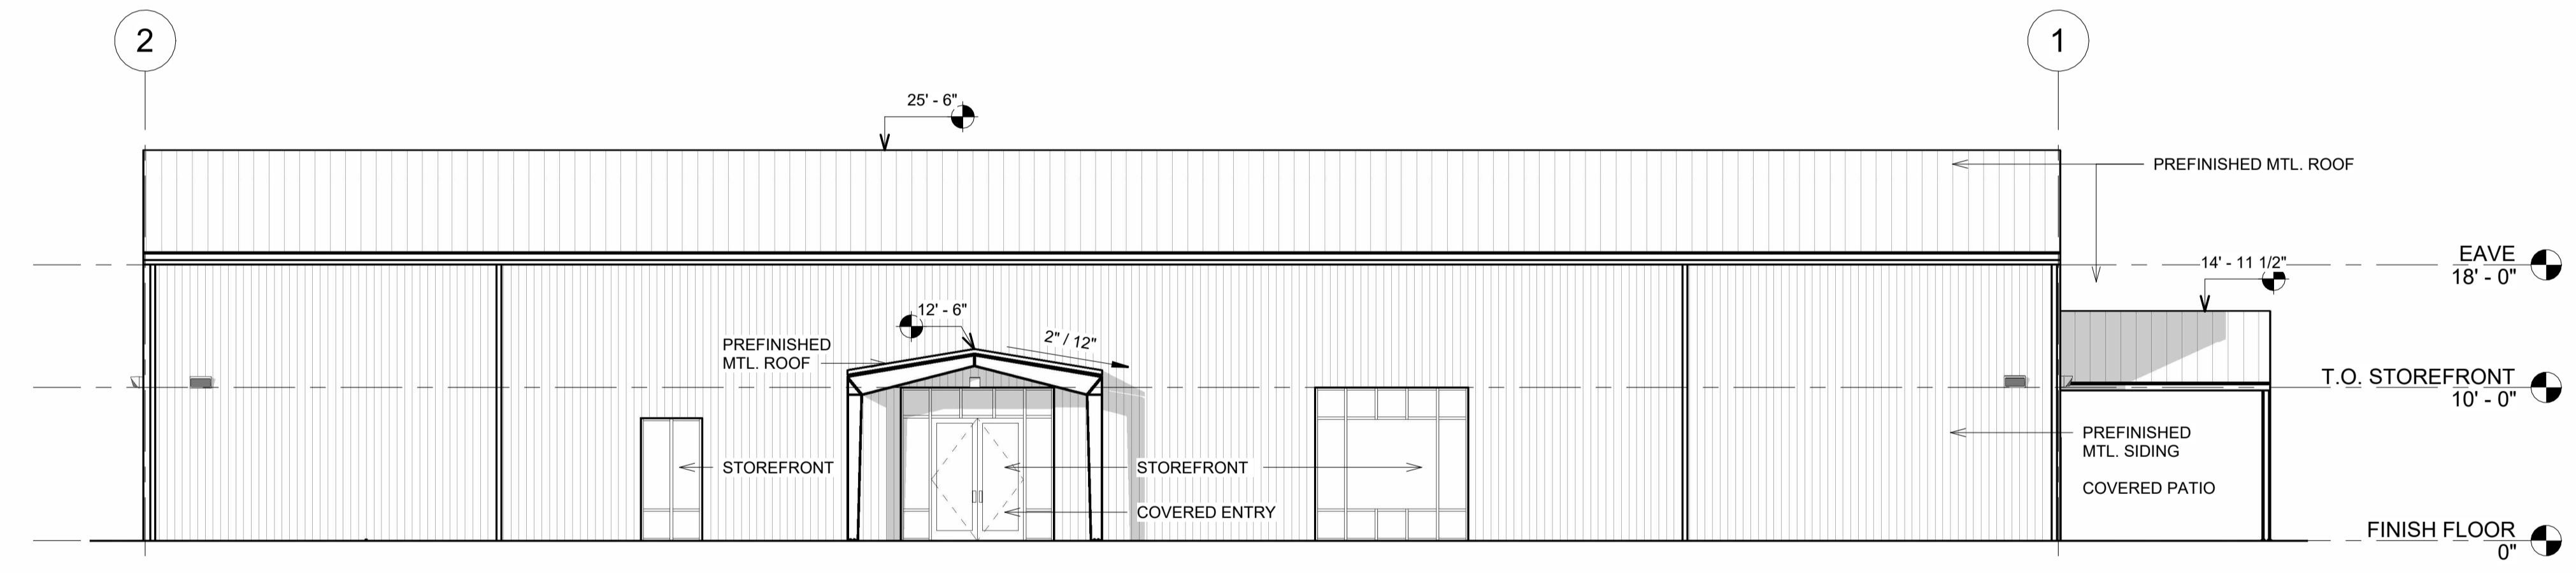 2
1
25' - 6"
PREFINISHED MTL. ROOF
EAVE
18' - 0"
14' - 11 1/2"
12' - 6"
2" / 12"
PREFINISHED
MTL. ROOF
T.O. STOREFRONT
10' - 0"
STOREFRONT
STOREFRONT
PREFINISHED
MTL. SIDING
COVERED PATIO
COVERED ENTRY
FINISH FLOOR
0"